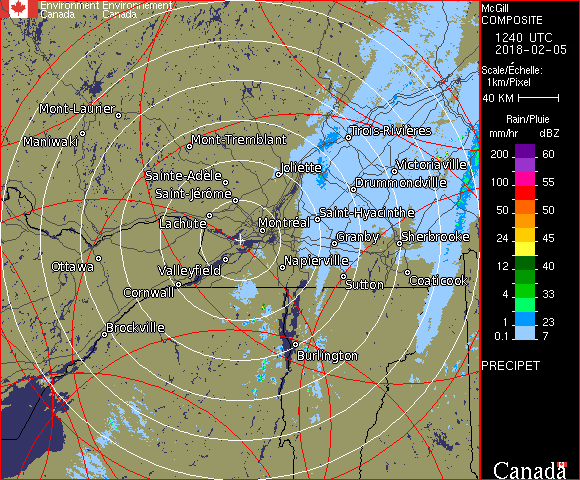 Environment Environnement
Canada Canada
McGill
COMPOSITE
1240 UTC
2018-02-05
Scale/Échelle:
1km/Pixel
40 KM
Rain/Pluie
mm/hr dBZ
200 60
100 55
50 50
24 45
12 40
4 33
1 23
0.1 7
PRECIPET
Canada
Mont-Laurier
Maniwaki
Mont-Tremblant
Trois-Rivières
Joliette
Victoriaville
Sainte-Adèle
Drummondville
Saint-Jérôme
Lachute
Saint-Hyacinthe
Montréal
Granby
Sherbrooke
Ottawa
Valleyfield
Napierville
Cornwall
Sutton
Coaticook
Brockville
Burlington